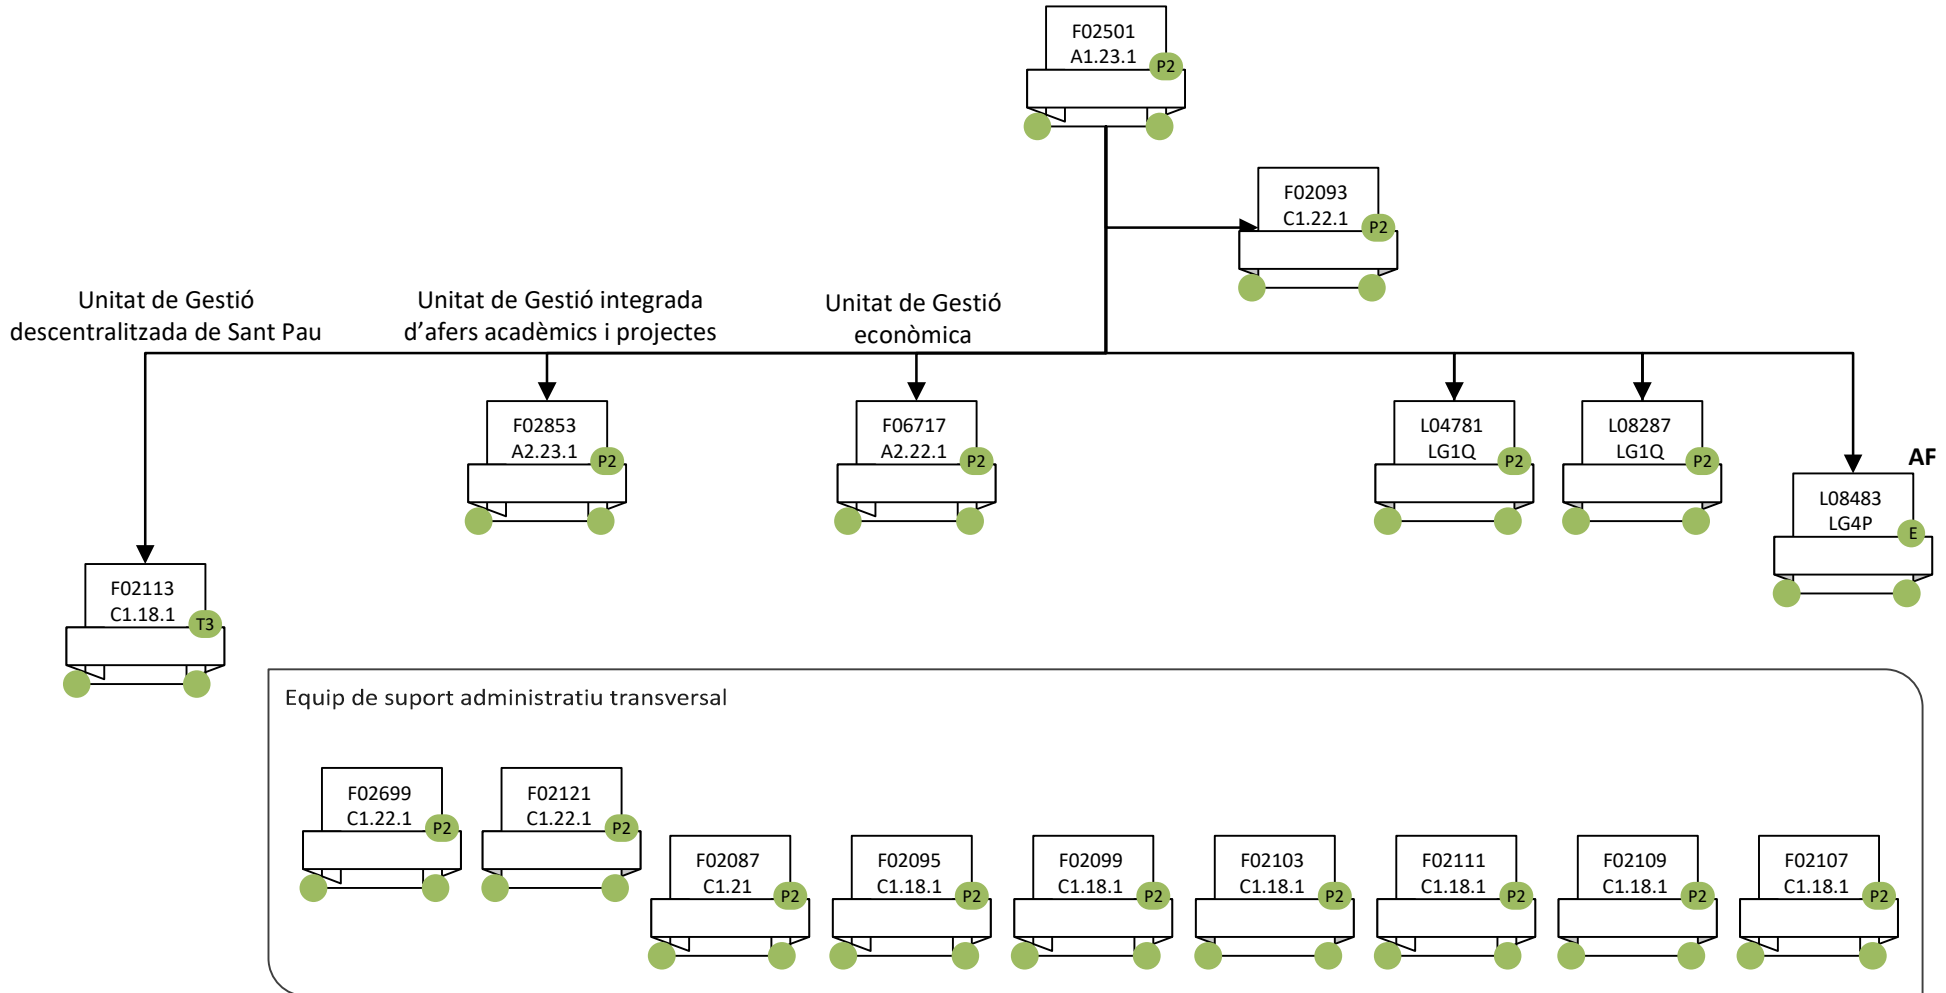 F02501
A1.23.1
P2
F02093
C1.22.1
P2
Unitat de Gestió
descentralitzada de Sant Pau
Unitat de Gestió integrada
d’afers acadèmics i projectes
Unitat de Gestió
econòmica
F02853
A2.23.1
P2
F06717
A2.22.1
P2
L04781
LG1Q
P2
L08287
LG1Q
P2
AF
L08483
LG4P
E
F02113
C1.18.1
T3
Equip de suport administratiu transversal
F02699
C1.22.1
P2
F02121
C1.22.1
P2
F02087
C1.21
P2
F02095
C1.18.1
P2
F02099
C1.18.1
P2
F02103
C1.18.1
P2
F02111
C1.18.1
P2
F02109
C1.18.1
P2
F02107
C1.18.1
P2